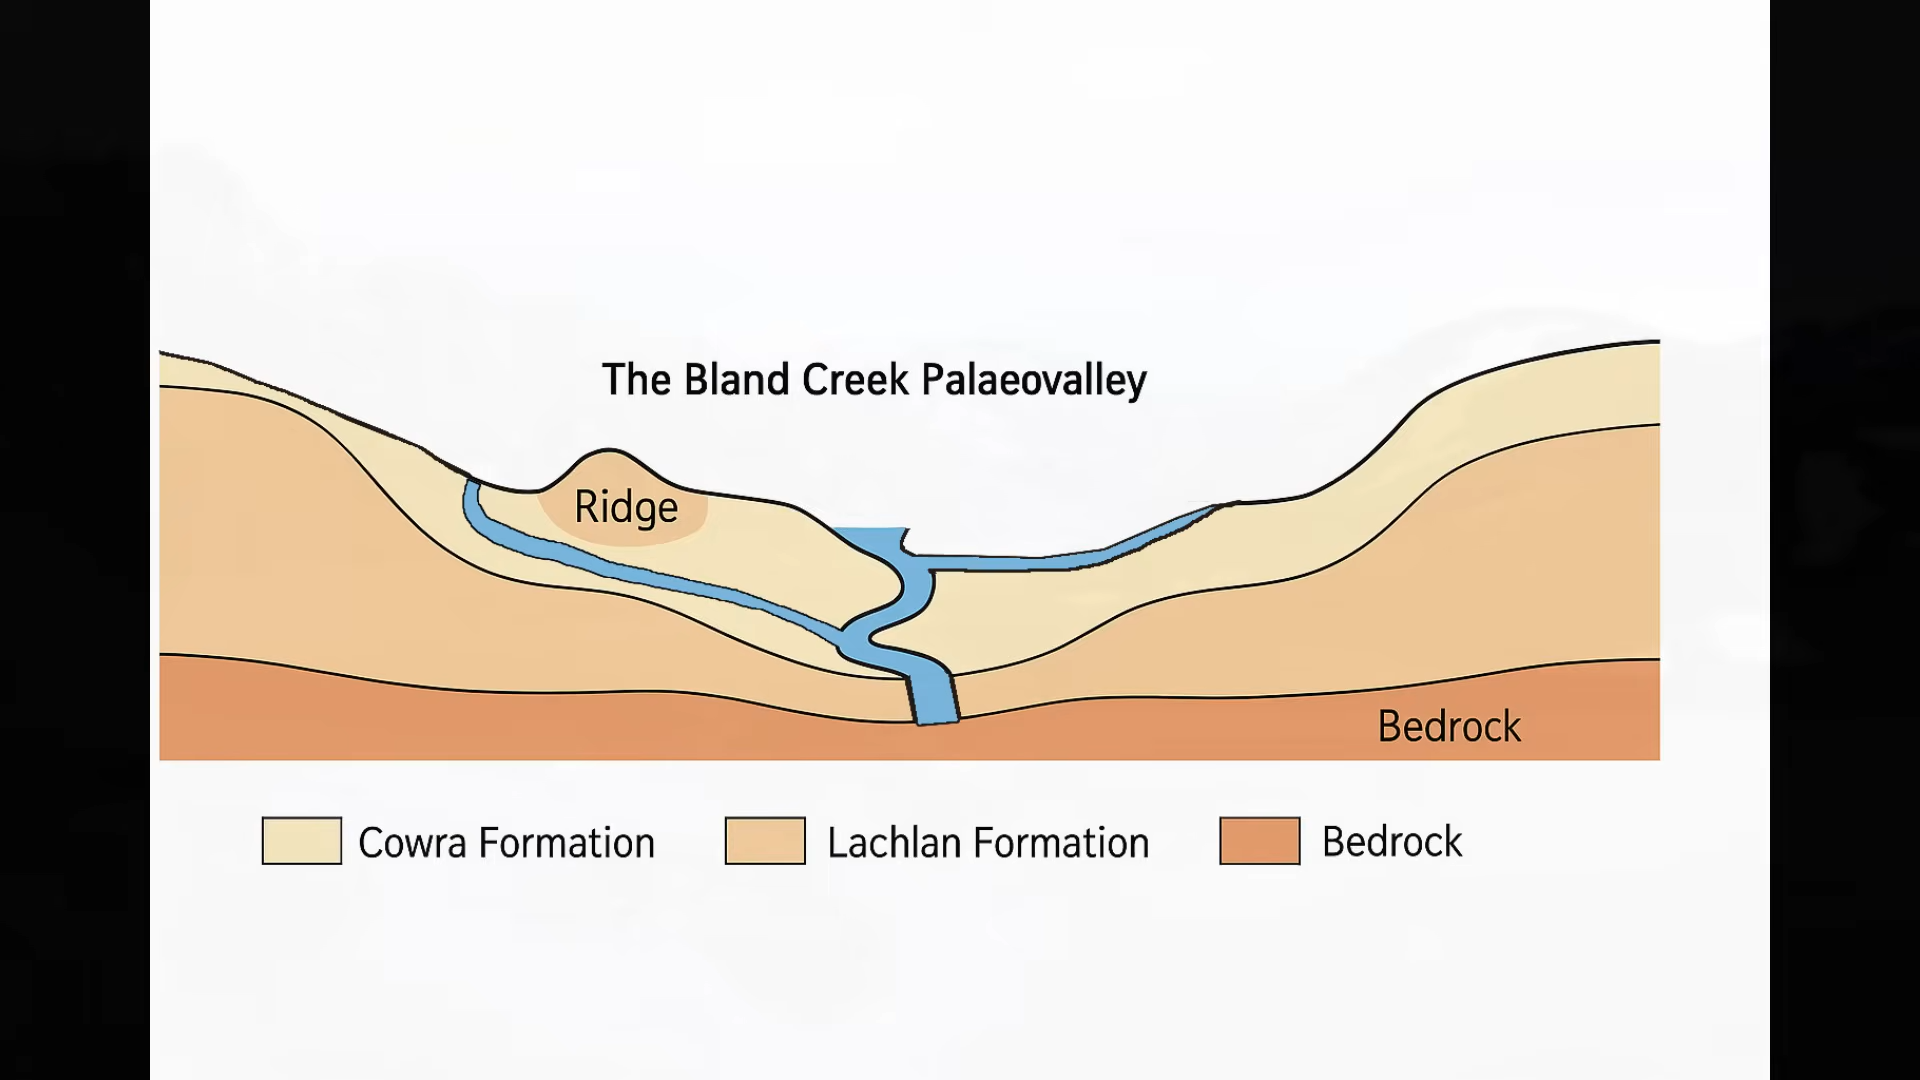 The Bland Creek Palaeovalley
Ridge
Bedrock
Cowra Formation
Lachlan Formation
Bedrock